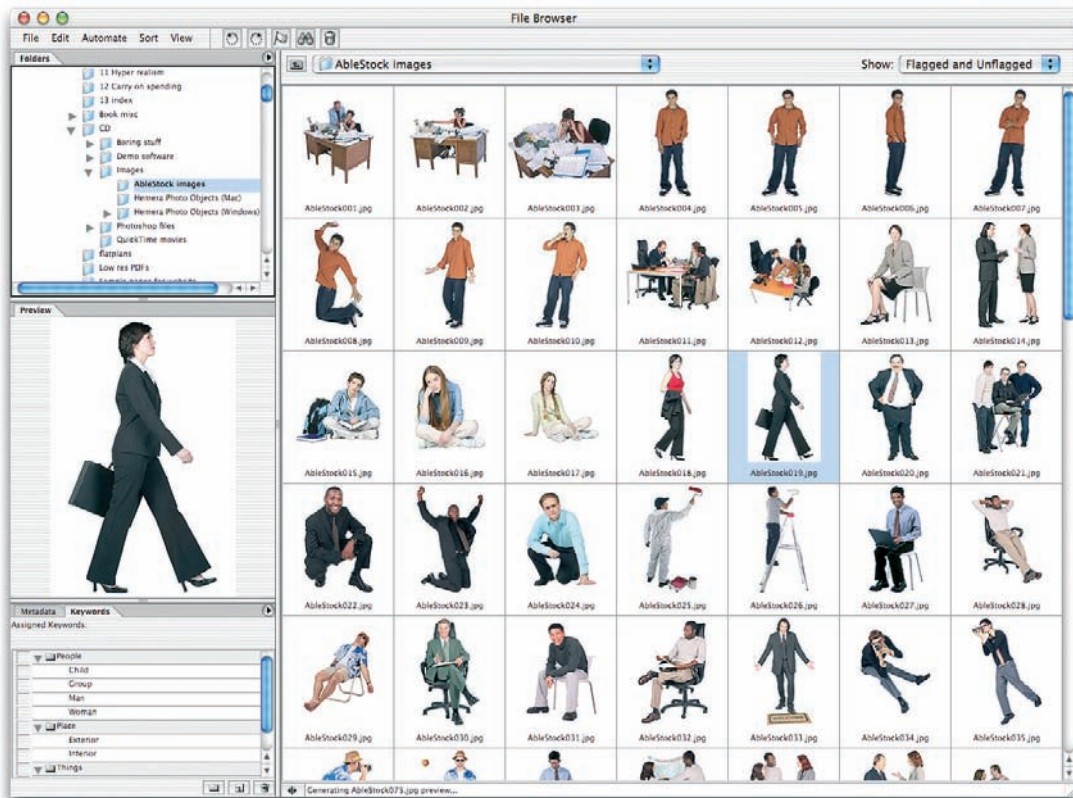 File Browser
File Edit Automate Sort View
Folders
AbleStock images
Show: Flagged and Unflagged
11 Hyper realism
12 Carry on spending
13 index
Book misc
CD
Boring stuff
Demo software
Images
AbleStock images
Hemera Photo Objects (Mac)
Hemera Photo Objects (Windows)
Photoshop files
QuickTime movies
flatplans
Low res PDFs
Sample pages for website
Preview
Metadata Keywords
Assigned Keywords:
People
Child
Group
Man
Woman
Place
Exterior
Interior
Things
AbleStock001.jpg AbleStock002.jpg AbleStock003.jpg AbleStock004.jpg AbleStock005.jpg AbleStock006.jpg AbleStock007.jpg
AbleStock008.jpg AbleStock009.jpg AbleStock010.jpg AbleStock011.jpg AbleStock012.jpg AbleStock013.jpg AbleStock014.jpg
AbleStock015.jpg AbleStock016.jpg AbleStock017.jpg AbleStock018.jpg AbleStock019.jpg AbleStock020.jpg AbleStock021.jpg
AbleStock022.jpg AbleStock023.jpg AbleStock024.jpg AbleStock025.jpg AbleStock026.jpg AbleStock027.jpg AbleStock028.jpg
AbleStock029.jpg AbleStock030.jpg AbleStock031.jpg AbleStock032.jpg AbleStock033.jpg AbleStock034.jpg AbleStock035.jpg
Generating AbleStock075.jpg preview...